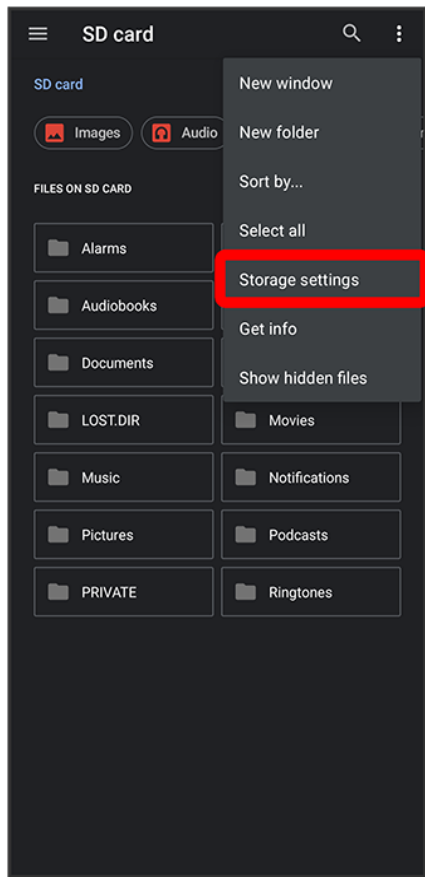 SD card
SD card
New window
Images
Audio
New folder
FILES ON SD CARD
Sort by...
Select all
Alarms
Storage settings
Audiobooks
Get info
Documents
Show hidden files
LOST.DIR
Movies
Music
Notifications
Pictures
Podcasts
PRIVATE
Ringtones